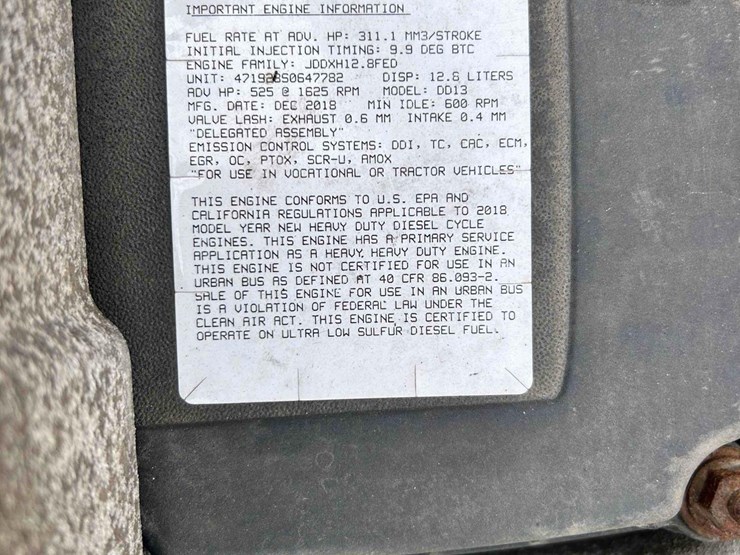 IMPORTANT ENGINE INFORMATION
FUEL RATE AT ADV. HP: 311.1 MM3/STROKE
INITIAL INJECTION TIMING: 9.9 DEG BTC
ENGINE FAMILY: JDDXH12.8FED
UNIT: 471928S0647782 DISP: 12.8 LITERS
ADV HP: 525 @ 1625 RPM MODEL: DD13
MFG. DATE: DEC 2018 MIN IDLE: 600 RPM
VALVE LASH: EXHAUST 0.6 MM INTAKE 0.4 MM
"DELEGATED ASSEMBLY"
EMISSION CONTROL SYSTEMS: DDI, TC, CAC, ECM,
EGR, OC, PTOX, SCR-U, AMOX
"FOR USE IN VOCATIONAL OR TRACTOR VEHICLES"
THIS ENGINE CONFORMS TO U.S. EPA AND
CALIFORNIA REGULATIONS APPLICABLE TO 2018
MODEL YEAR NEW HEAVY DUTY DIESEL CYCLE
ENGINES. THIS ENGINE HAS A PRIMARY SERVICE
APPLICATION AS A HEAVY, HEAVY DUTY ENGINE.
THIS ENGINE IS NOT CERTIFIED FOR USE IN AN
URBAN BUS AS DEFINED AT 40 CFR 86.093-2.
SALE OF THIS ENGINE FOR USE IN AN URBAN BUS
IS A VIOLATION OF FEDERAL LAW UNDER THE
CLEAN AIR ACT. THIS ENGINE IS CERTIFIED TO
OPERATE ON ULTRA LOW SULFUR DIESEL FUEL.